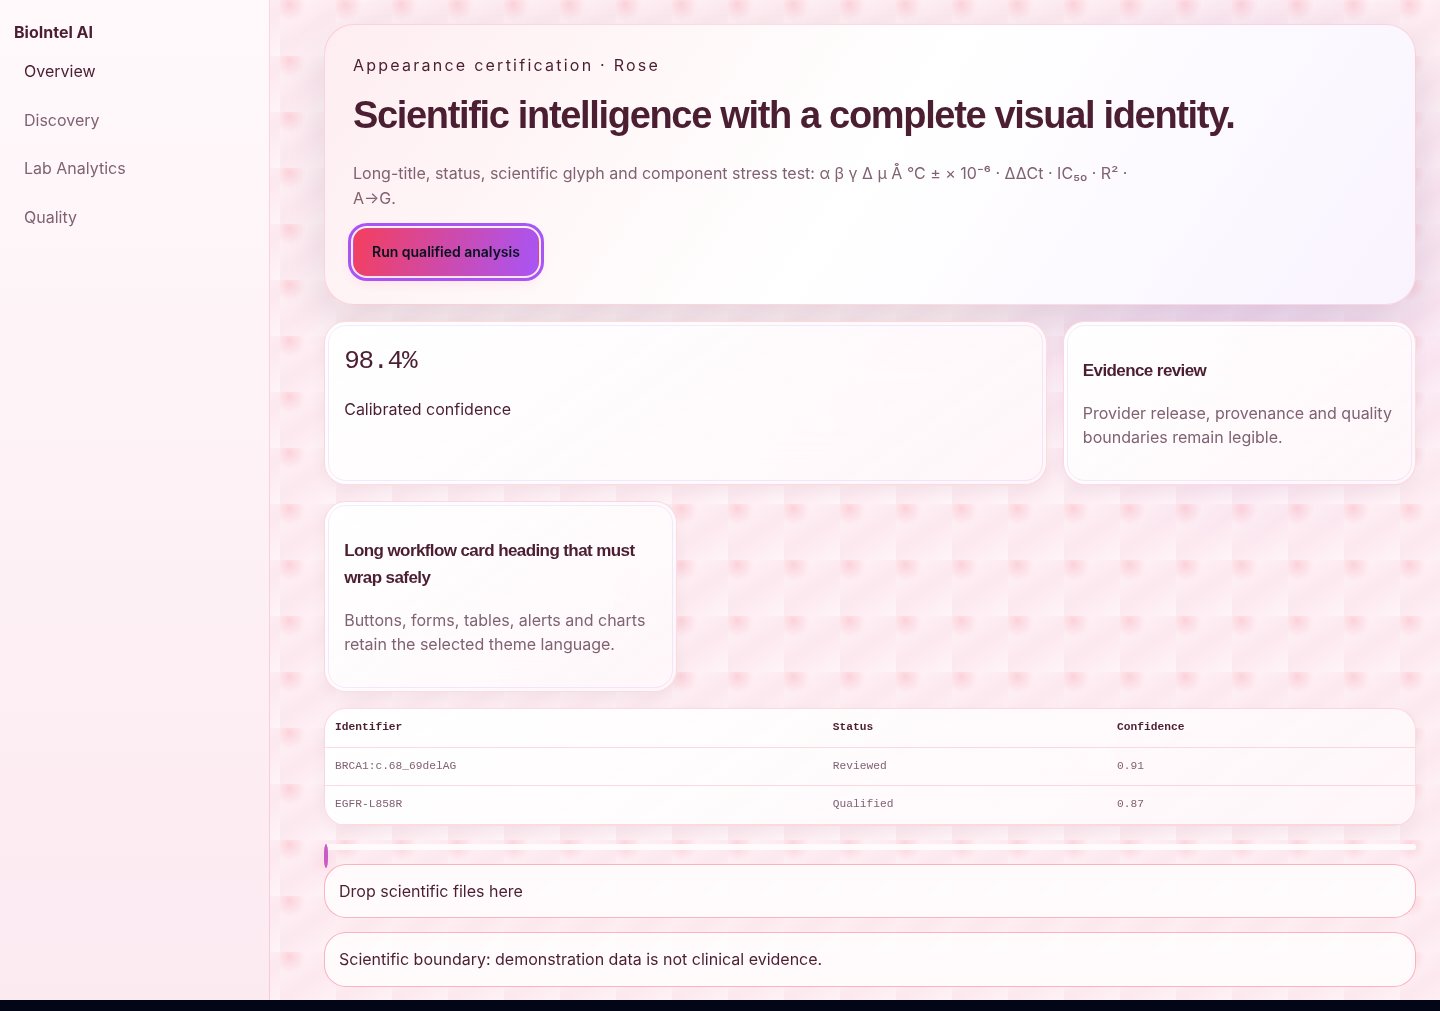 BioIntel AI
Overview
Discovery
Lab Analytics
Quality
Appearance certification · Rose
Scientific intelligence with a complete visual identity.
Long-title, status, scientific glyph and component stress test: α β γ Δ μ Å °C ± × 10⁻⁶ · ΔΔCt · IC₅₀ · R² ·
A→G.
Run qualified analysis
98.4%
Calibrated confidence
Evidence review
Provider release, provenance and quality
boundaries remain legible.
Long workflow card heading that must
wrap safely
Buttons, forms, tables, alerts and charts
retain the selected theme language.
Identifier Status Confidence
BRCA1:c.68_69delAG Reviewed 0.91
EGFR-L858R Qualified 0.87
Drop scientific files here
Scientific boundary: demonstration data is not clinical evidence.